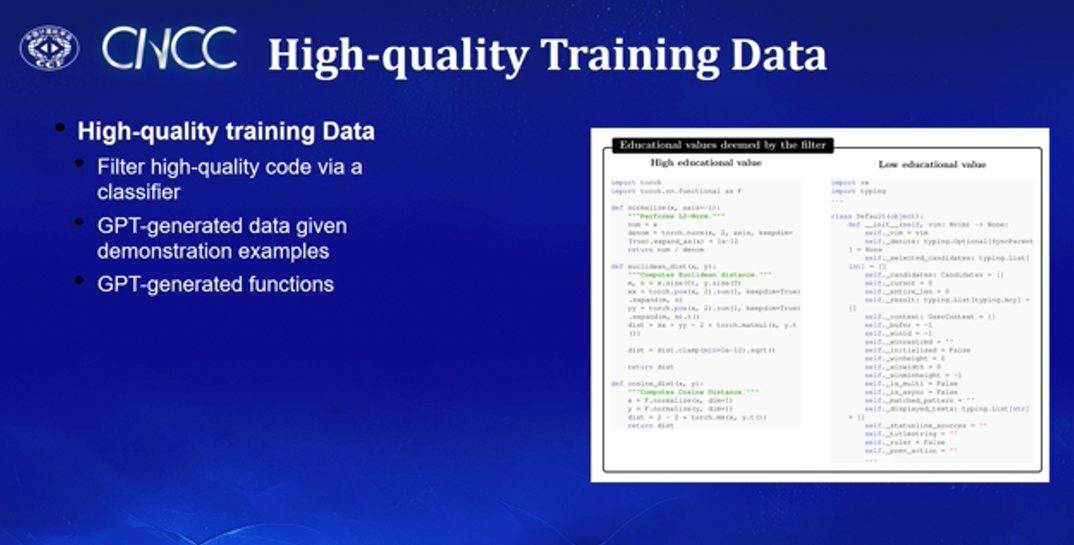 CNCC
High-quality Training Data
High-quality training Data
Filter high-quality code via a
classifier
GPT-generated data given
demonstration examples
GPT-generated functions
Educational values deemed by the filter
High educational value
import torch
import torch.nn.functional as F
def normalize(x, axis=-1):
"""Performs L2-Norm."""
num = x
denom = torch.norm(x, 2, axis, keepdim=
True).expand_as(x) + 1e-12
return num / denom
def euclidean_dist(x, y):
"""Computes Euclidean distance."""
m, n = x.size(0), y.size(0)
xx = torch.pow(x, 2).sum(1, keepdim=True)
.expand(m, n)
yy = torch.pow(x, 2).sum(1, keepdim=True)
.expand(m, m).t()
dist = xx + yy - 2 * torch.matmul(x, y.t
())
dist = dist.clamp(min=1e-12).sqrt()
return dist
def cosine_dist(x, y):
"""Computes Cosine Distance."""
x = F.normalize(x, dim=1)
y = F.normalize(y, dim=1)
dist = 2 - 2 * torch.mm(x, y.t())
return dist
Low educational value
import re
import typing
...
class Default(object):
def __init__(self, vim: Nvim) -> None:
self._vim = vim
self._denite: typing.Optional[SyncParent
] = None
self._selected_candidates: typing.List[
int] = []
self._candidates: Candidates = []
self._cursor = 0
self._entire_len = 0
self._result: typing.List[typing.Any] =
[]
self._context: UserContext = {}
self._bufnr = -1
self._winid = -1
self._winrestcmd = ''
self._initialized = False
self._winheight = 0
self._winwidth = 0
self._winminheight = -1
self._is_multi = False
self._is_async = False
self._matched_pattern = ''
self._displayed_texts: typing.List[str]
= []
self._statusline_sources = ''
self._titlestring = ''
self._ruler = False
self._prev_action = ''
...